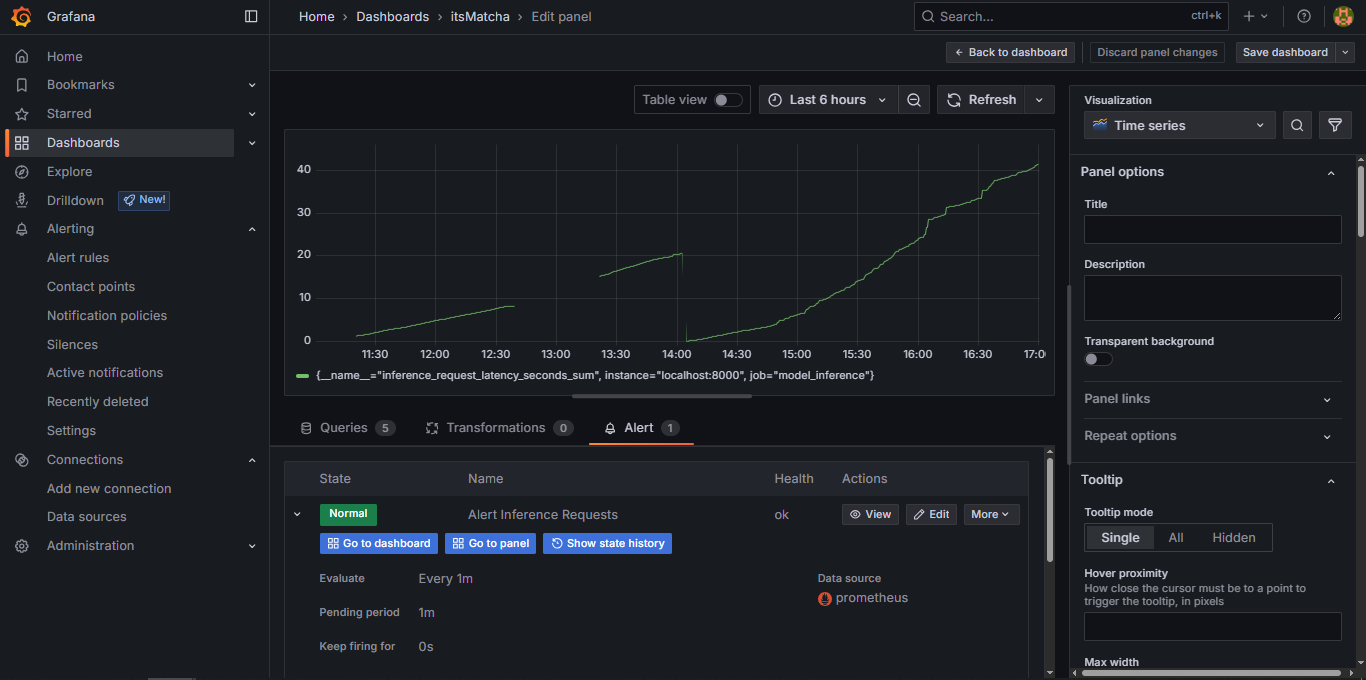 Grafana
Home › Dashboards › itsMatcha › Edit panel
Search...
ctrl+k
Back to dashboard
Discard panel changes
Save dashboard
Home
Bookmarks
Starred
Dashboards
Explore
Drilldown
New!
Alerting
Alert rules
Contact points
Notification policies
Silences
Active notifications
Recently deleted
Settings
Connections
Add new connection
Data sources
Administration
Table view
Last 6 hours
Refresh
40
30
20
10
0
11:30 12:00 12:30 13:00 13:30 14:00 14:30 15:00 15:30 16:00 16:30 17:00
{__name__="inference_request_latency_seconds_sum", instance="localhost:8000", job="model_inference"}
Queries 5
Transformations 0
Alert 1
State Name Health Actions
Normal Alert Inference Requests ok View Edit More
Go to dashboard Go to panel Show state history
Evaluate Every 1m
Pending period 1m
Keep firing for 0s
Data source
prometheus
Visualization
Time series
Panel options
Title
Description
Transparent background
Panel links
Repeat options
Tooltip
Tooltip mode
Single All Hidden
Hover proximity
How close the cursor must be to a point to
trigger the tooltip, in pixels
Max width